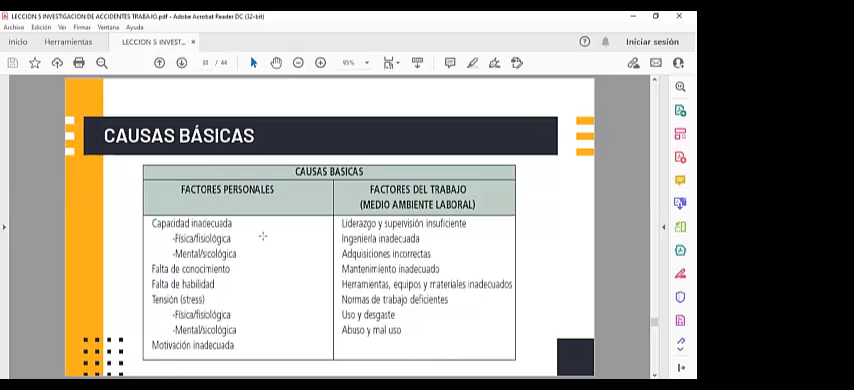 LECCION 5 INVESTIGACION DE ACCIDENTES TRABAJO.pdf - Adobe Acrobat Reader DC (32-bit)
Archivo Edición Ver Firmar Ventana Ayuda
Inicio Herramientas LECCION 5 INVEST... × Iniciar sesión
33 / 44 95%
CAUSAS BÁSICAS
CAUSAS BASICAS
FACTORES PERSONALES FACTORES DEL TRABAJO
(MEDIO AMBIENTE LABORAL)
Capacidad inadecuada Liderazgo y supervisión insuficiente
-Física/fisiológica Ingeniería inadecuada
-Mental/sicológica Adquisiciones incorrectas
Falta de conocimiento Mantenimiento inadecuado
Falta de habilidad Herramientas, equipos y materiales inadecuados
Tensión (stress) Normas de trabajo deficientes
-Física/fisiológica Uso y desgaste
-Mental/sicológica Abuso y mal uso
Motivación inadecuada